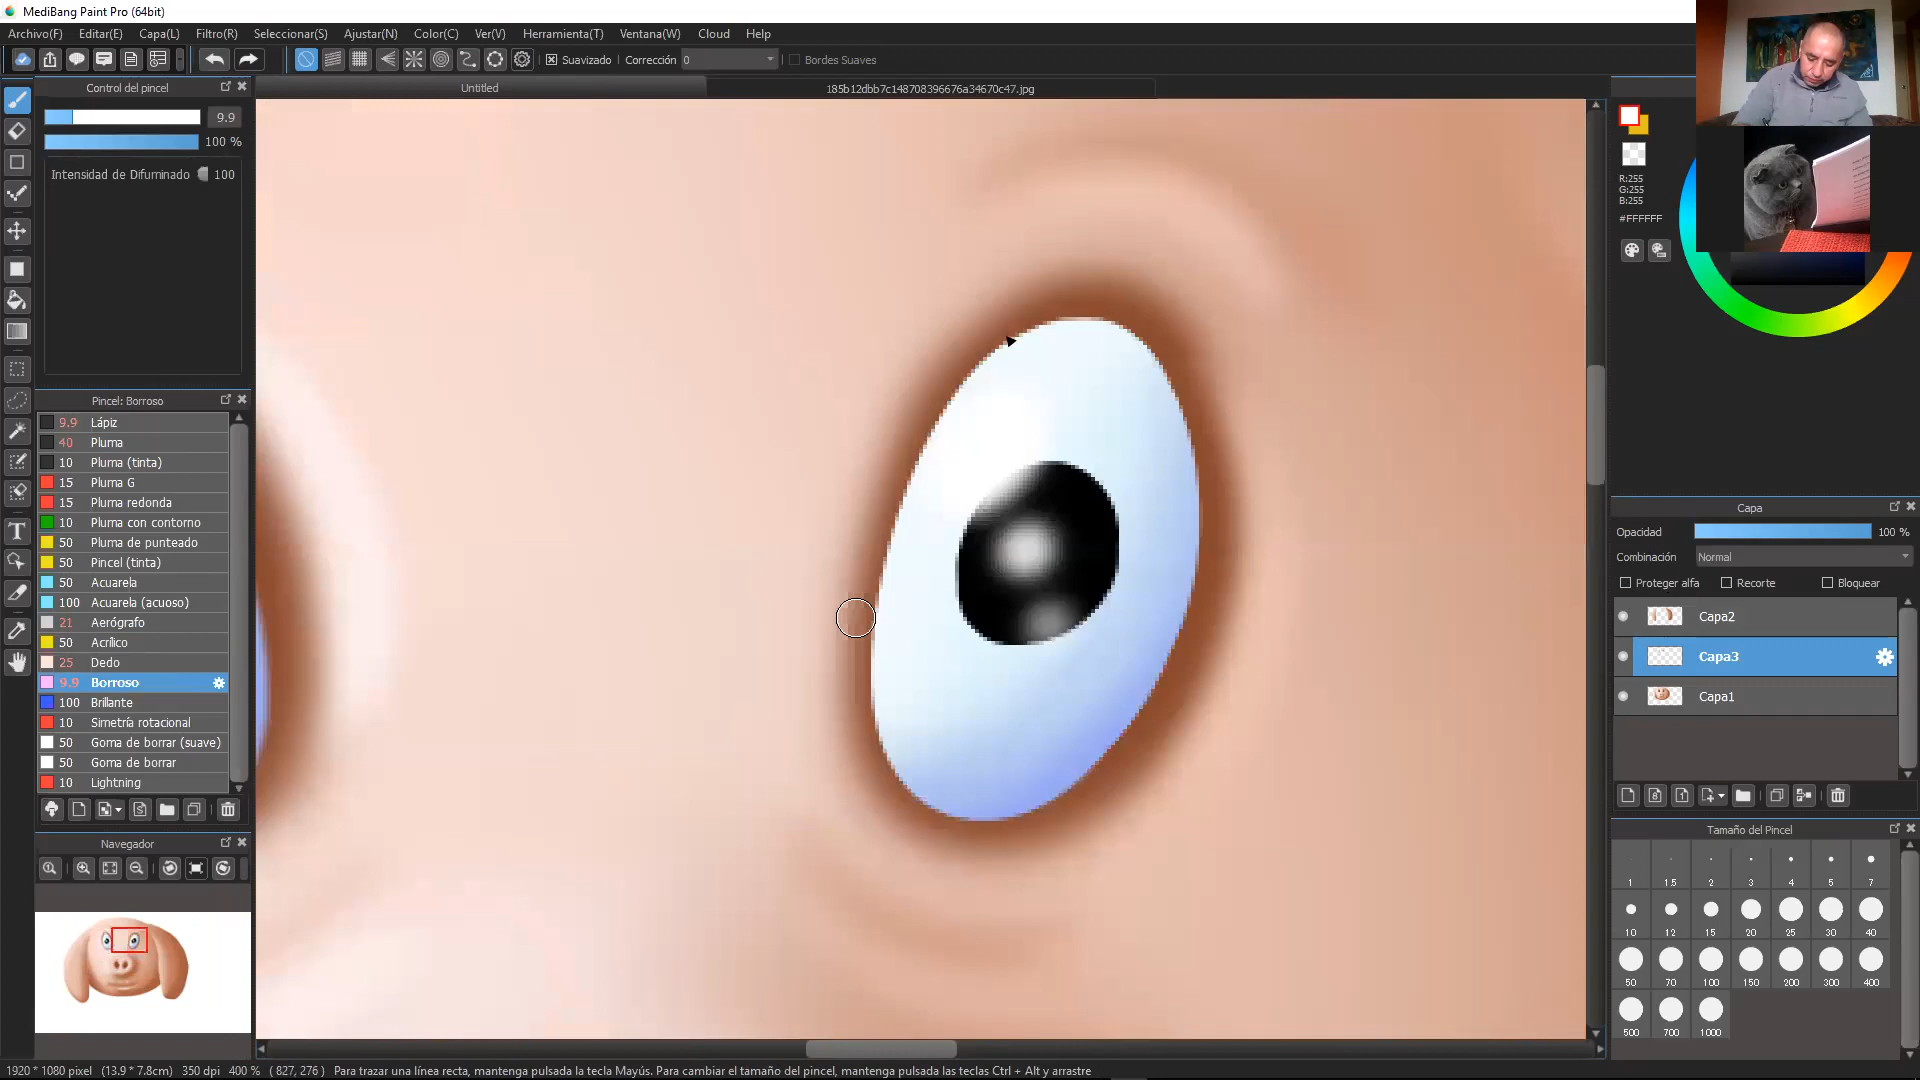 MediBang Paint Pro (64bit)
Archivo(F) Editar(E) Capa(L) Filtro(R) Seleccionar(S) Ajustar(N) Color(C) Ver(V) Herramienta(T) Ventana(W) Cloud Help
Suavizado Corrección 0 Bordes Suaves
Control del pincel
9.9
100 %
Intensidad de Difuminado 100
Untitled
185b12dbb7c148708396676a34670c47.jpg
R:255
G:255
B:255
#FFFFFF
Pincel: Borroso
9.9 Lápiz
40 Pluma
10 Pluma (tinta)
15 Pluma G
15 Pluma redonda
10 Pluma con contorno
50 Pluma de punteado
50 Pincel (tinta)
50 Acuarela
100 Acuarela (acuoso)
21 Aerógrafo
50 Acrílico
25 Dedo
9.9 Borroso
100 Brillante
10 Simetría rotacional
50 Goma de borrar (suave)
50 Goma de borrar
10 Lightning
Navegador
Capa
Opacidad 100 %
Combinación Normal
Proteger alfa Recorte Bloquear
Capa2
Capa3
Capa1
Tamaño del Pincel
1 1.5 2 3 4 5 7
10 12 15 20 25 30 40
50 70 100 150 200 300 400
500 700 1000
1920 * 1080 pixel (13.9 * 7.8cm) 350 dpi 400 % ( 827, 276 ) Para trazar una línea recta, mantenga pulsada la tecla Mayús. Para cambiar el tamaño del pincel, mantenga pulsada las teclas Ctrl + Alt y arrastre